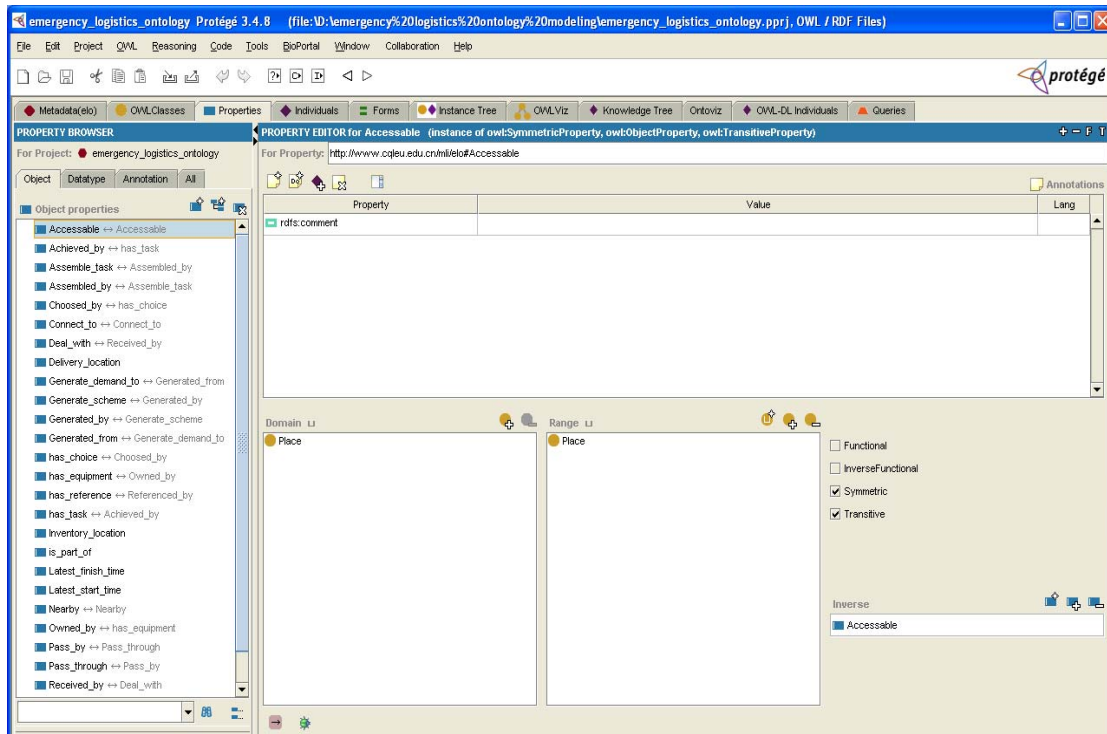 emergency_logistics_ontology Protégé 3.4.8 (file:\D:\emergency%20logistics%20ontology%20modeling\emergency_logistics_ontology.pprj, OWL / RDF Files)
File Edit Project OWL Reasoning Code Tools BioPortal Window Collaboration Help
protégé
Metadata(elo) OWLClasses Properties Individuals Forms Instance Tree OWLViz Knowledge Tree Ontoviz OWL-DL Individuals Queries
PROPERTY BROWSER
For Project: emergency_logistics_ontology
Object Datatype Annotation All
Object properties
Accessable ↔ Accessable
Achieved_by ↔ has_task
Assemble_task ↔ Assembled_by
Assembled_by ↔ Assemble_task
Choosed_by ↔ has_choice
Connect_to ↔ Connect_to
Deal_with ↔ Received_by
Delivery_location
Generate_demand_to ↔ Generated_from
Generate_scheme ↔ Generated_by
Generated_by ↔ Generate_scheme
Generated_from ↔ Generate_demand_to
has_choice ↔ Choosed_by
has_equipment ↔ Owned_by
has_reference ↔ Referenced_by
has_task ↔ Achieved_by
Inventory_location
is_part_of
Latest_finish_time
Latest_start_time
Nearby ↔ Nearby
Owned_by ↔ has_equipment
Pass_by ↔ Pass_through
Pass_through ↔ Pass_by
Received_by ↔ Deal_with
PROPERTY EDITOR for Accessable (instance of owl:SymmetricProperty, owl:ObjectProperty, owl:TransitiveProperty)
+ − F T
For Property: http://www.cqleu.edu.cn/mli/elo#Accessable
Annotations
Property Value Lang
rdfs:comment
Domain ⊔
Place
Range ⊔
Place
Functional
InverseFunctional
Symmetric
Transitive
Inverse
Accessable